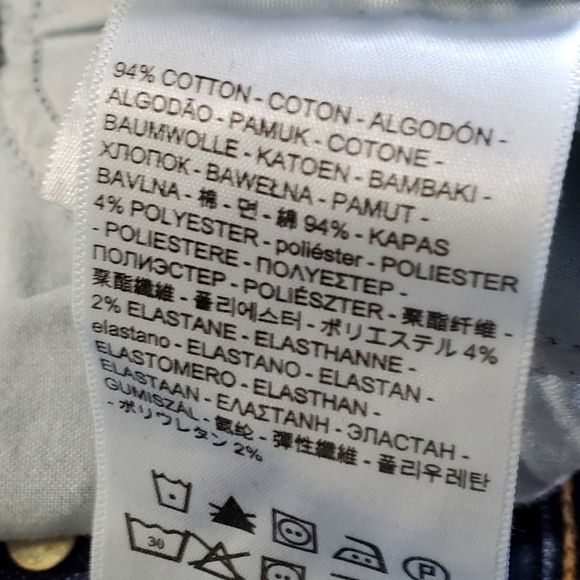 94% COTTON - COTON - ALGODÓN -
ALGODÃO - PAMUK - COTONE -
BAUMWOLLE - KATOEN - BAMBAKI -
ХЛОПОК - BAWEŁNA - PAMUT -
BAVLNA - 棉 - 면 - 綿 94% - KAPAS
4% POLYESTER - poliéster - POLIESTER
- POLIESTERE - ΠΟΛΥΕΣΤΕΡ -
ПОЛИЭСТЕР - POLIÉSZTER - 聚酯纤维 -
聚酯纖維 - 폴리에스터 - ポリエステル 4%
2% ELASTANE - ELASTHANNE -
elastano - ELASTANO - ELASTAN -
ELASTOMERO - ELASTHAN -
ELASTAAN - ΕΛΑΣΤΑΝΗ - ЭЛАСТАН -
GUMISZÁL - 氨纶 - 彈性纖維 - 폴리우레탄
- ポリウレタン 2%
30
P